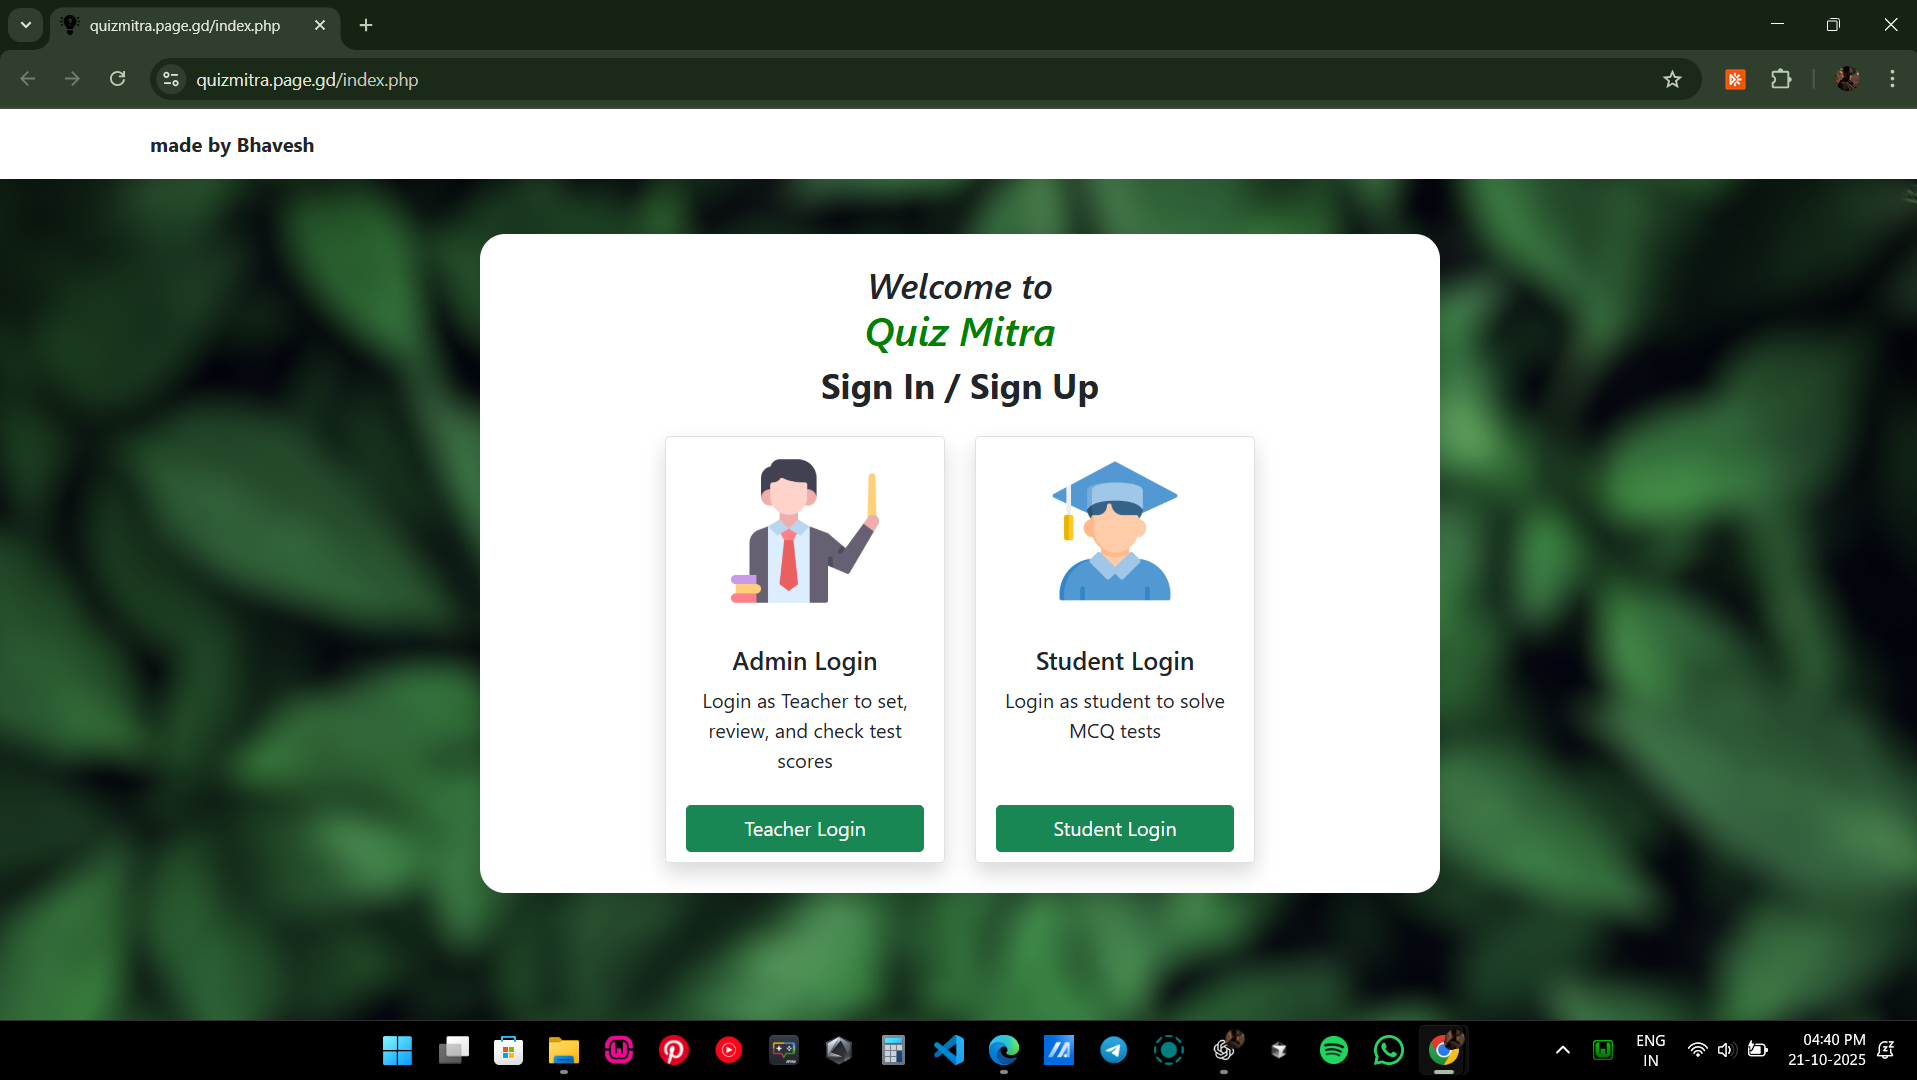 quizmitra.page.gd/index.php
quizmitra.page.gd/index.php
made by Bhavesh
Welcome to
Quiz Mitra
Sign In / Sign Up
Admin Login
Login as Teacher to set,
review, and check test
scores
Teacher Login
Student Login
Login as student to solve
MCQ tests
Student Login
ENG
IN
04:40 PM
21-10-2025